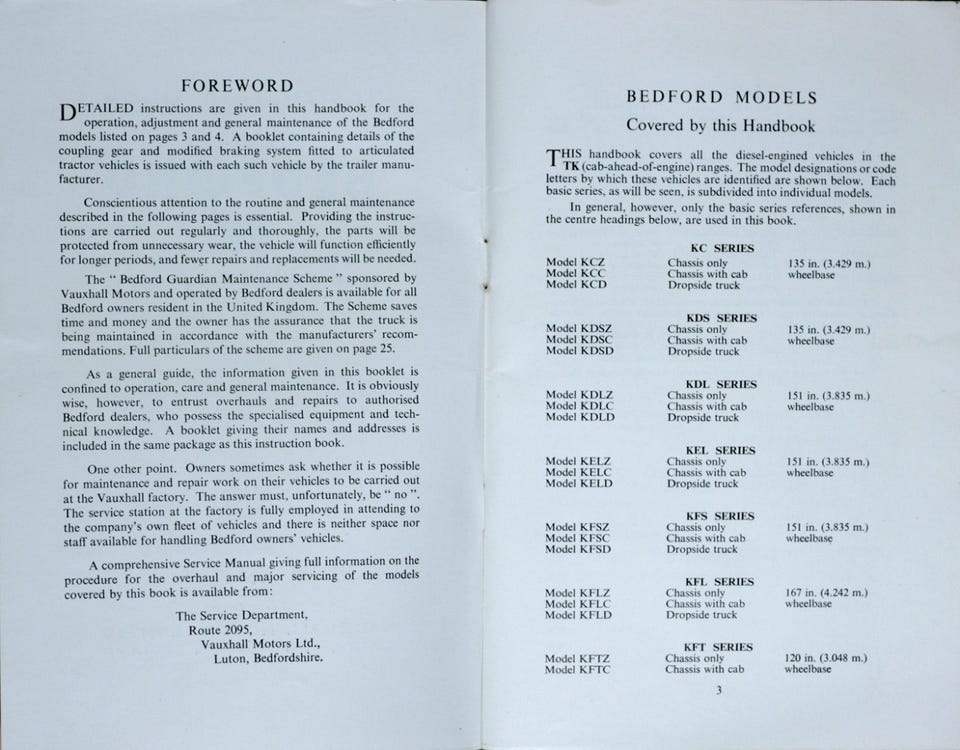 FOREWORD
DETAILED instructions are given in this handbook for the
operation, adjustment and general maintenance of the Bedford
models listed on pages 3 and 4. A booklet containing details of the
coupling gear and modified braking system fitted to articulated
tractor vehicles is issued with each such vehicle by the trailer manu-
facturer.
Conscientious attention to the routine and general maintenance
described in the following pages is essential. Providing the instruc-
tions are carried out regularly and thoroughly, the parts will be
protected from unnecessary wear, the vehicle will function efficiently
for longer periods, and fewer repairs and replacements will be needed.
The " Bedford Guardian Maintenance Scheme " sponsored by
Vauxhall Motors and operated by Bedford dealers is available for all
Bedford owners resident in the United Kingdom. The Scheme saves
time and money and the owner has the assurance that the truck is
being maintained in accordance with the manufacturers' recom-
mendations. Full particulars of the scheme are given on page 25.
As a general guide, the information given in this booklet is
confined to operation, care and general maintenance. It is obviously
wise, however, to entrust overhauls and repairs to authorised
Bedford dealers, who possess the specialised equipment and tech-
nical knowledge. A booklet giving their names and addresses is
included in the same package as this instruction book.
One other point. Owners sometimes ask whether it is possible
for maintenance and repair work on their vehicles to be carried out
at the Vauxhall factory. The answer must, unfortunately, be " no ".
The service station at the factory is fully employed in attending to
the company's own fleet of vehicles and there is neither space nor
staff available for handling Bedford owners' vehicles.
A comprehensive Service Manual giving full information on the
procedure for the overhaul and major servicing of the models
covered by this book is available from:
The Service Department,
Route 2095,
Vauxhall Motors Ltd.,
Luton, Bedfordshire.
BEDFORD MODELS
Covered by this Handbook
THIS handbook covers all the diesel-engined vehicles in the
TK (cab-ahead-of-engine) ranges. The model designations or code
letters by which these vehicles are identified are shown below. Each
basic series, as will be seen, is subdivided into individual models.
In general, however, only the basic series references, shown in
the centre headings below, are used in this book.
KC SERIES
Model KCZ Chassis only 135 in. (3.429 m.)
Model KCC Chassis with cab wheelbase
Model KCD Dropside truck
KDS SERIES
Model KDSZ Chassis only 135 in. (3.429 m.)
Model KDSC Chassis with cab wheelbase
Model KDSD Dropside truck
KDL SERIES
Model KDLZ Chassis only 151 in. (3.835 m.)
Model KDLC Chassis with cab wheelbase
Model KDLD Dropside truck
KEL SERIES
Model KELZ Chassis only 151 in. (3.835 m.)
Model KELC Chassis with cab wheelbase
Model KELD Dropside truck
KFS SERIES
Model KFSZ Chassis only 151 in. (3.835 m.)
Model KFSC Chassis with cab wheelbase
Model KFSD Dropside truck
KFL SERIES
Model KFLZ Chassis only 167 in. (4.242 m.)
Model KFLC Chassis with cab wheelbase
Model KFLD Dropside truck
KFT SERIES
Model KFTZ Chassis only 120 in. (3.048 m.)
Model KFTC Chassis with cab wheelbase
3